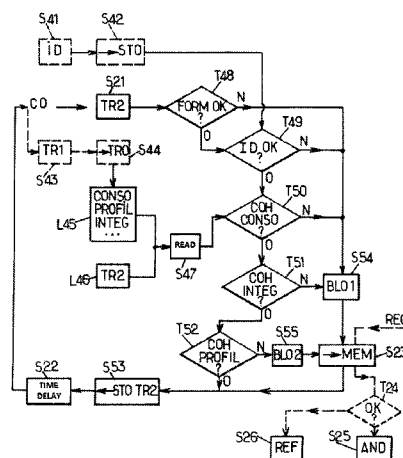 S41
S42
iD
STO
S21
T48
CO
TR2
FORM OK
?
N
O
T49
ID, OK
?
N
O
TR1
TRO
S43
S44
T50
CONSO
PROFIL
INTEG
...
L45
COH
CONSO
?
N
O
READ
S47
T51
TR2
L46
COH
INTEG
?
N
O
S54
BLO1
T52
S55
COH
PROFIL
?
N
O
BLO2
MEM
REC
S23
S22
S53
TIME
DELAY
STO TR2
T24
OK
?
S26
REF
S25
AND